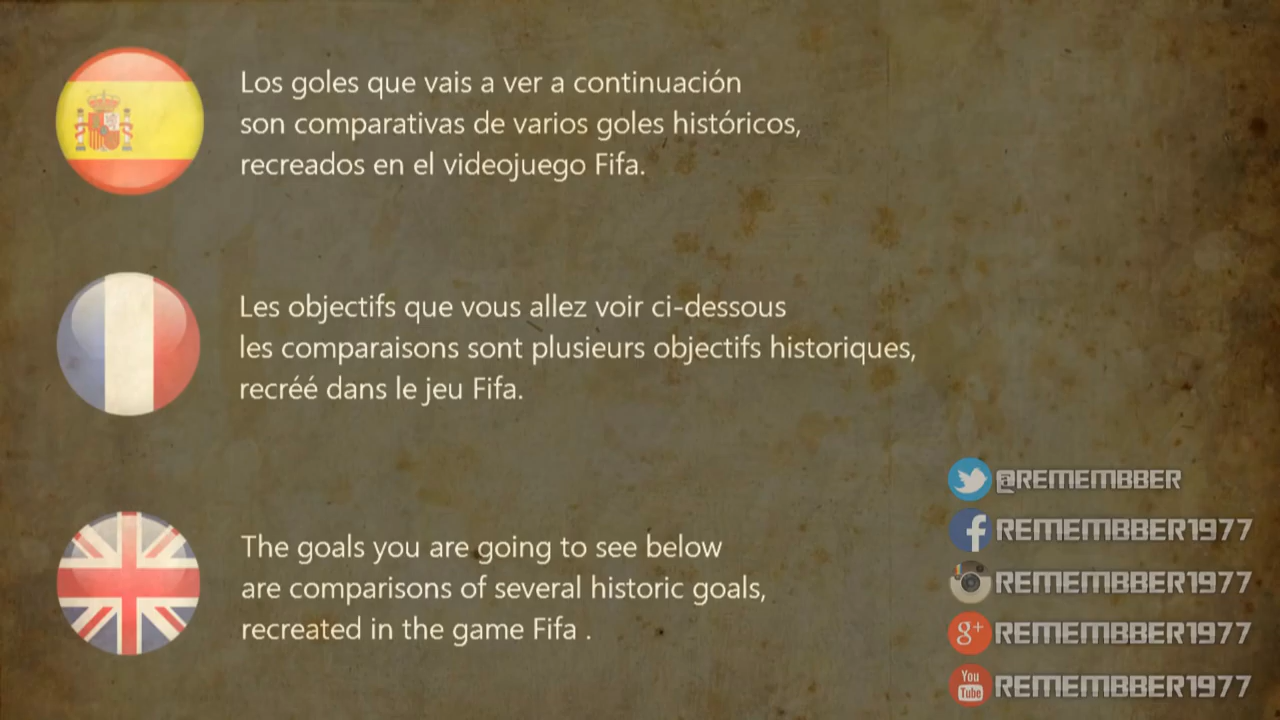 Los goles que vais a ver a continuación
son comparativas de varios goles históricos,
recreados en el videojuego Fifa.
Les objectifs que vous allez voir ci-dessous
les comparaisons sont plusieurs objectifs historiques,
recréé dans le jeu Fifa.
The goals you are going to see below
are comparisons of several historic goals,
recreated in the game Fifa .
@REMEMBBER
REMEMBBER1977
REMEMBBER1977
g+ REMEMBBER1977
You Tube REMEMBBER1977